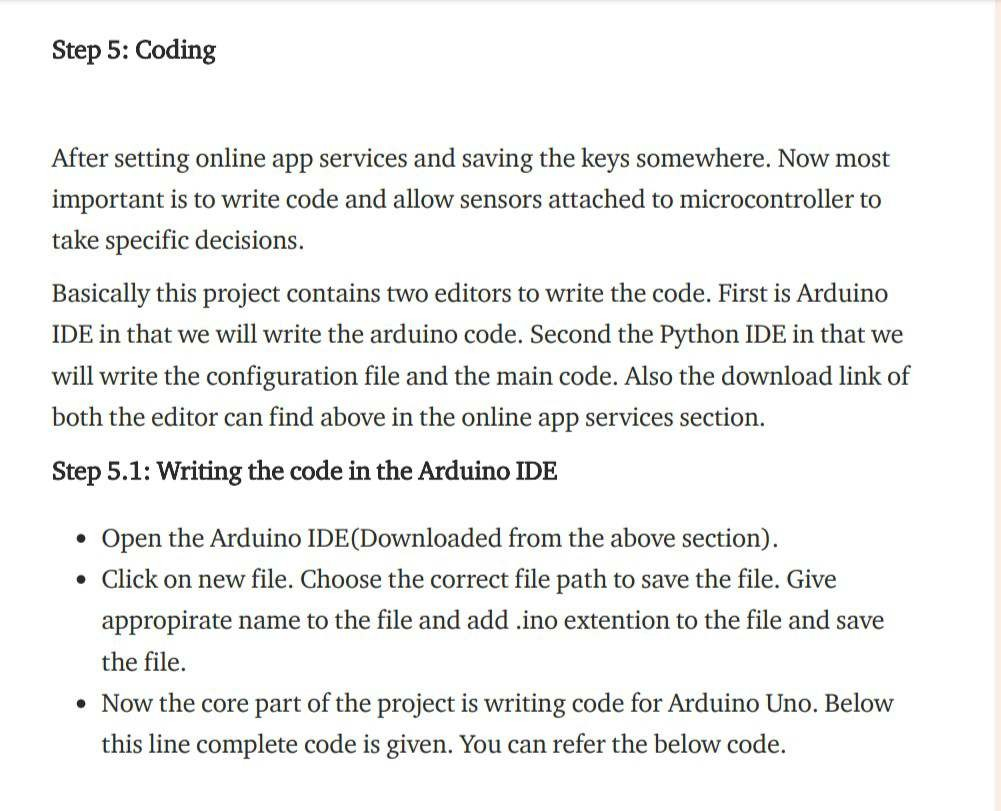 Step 5: Coding
After setting online app services and saving the keys somewhere. Now most
important is to write code and allow sensors attached to microcontroller to
take specific decisions.
Basically this project contains two editors to write the code. First is Arduino
IDE in that we will write the arduino code. Second the Python IDE in that we
will write the configuration file and the main code. Also the download link of
both the editor can find above in the online app services section.
Step 5.1: Writing the code in the Arduino IDE
• Open the Arduino IDE(Downloaded from the above section).
• Click on new file. Choose the correct file path to save the file. Give
appropirate name to the file and add .ino extention to the file and save
the file.
• Now the core part of the project is writing code for Arduino Uno. Below
this line complete code is given. You can refer the below code.